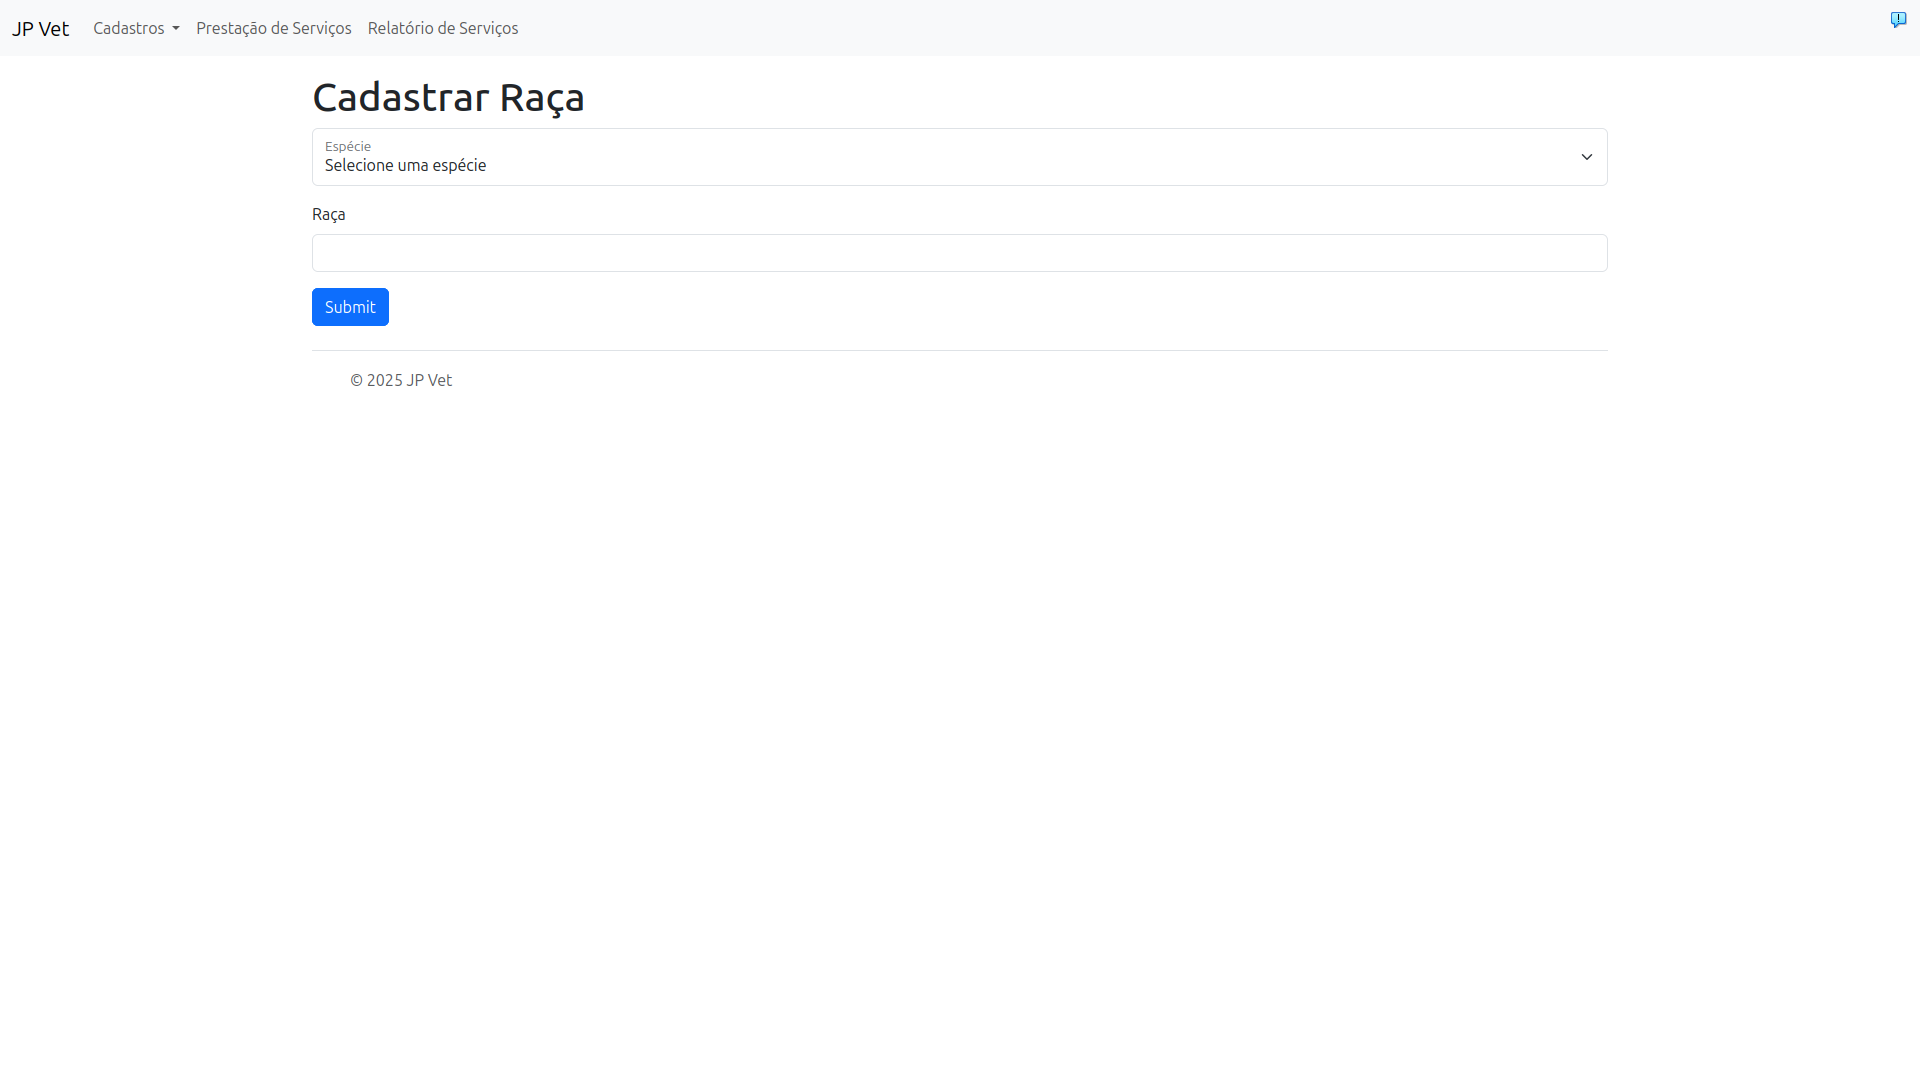 JP Vet Cadastros Prestação de Serviços Relatório de Serviços
Cadastrar Raça
Espécie
Selecione uma espécie
Raça
Submit
© 2025 JP Vet